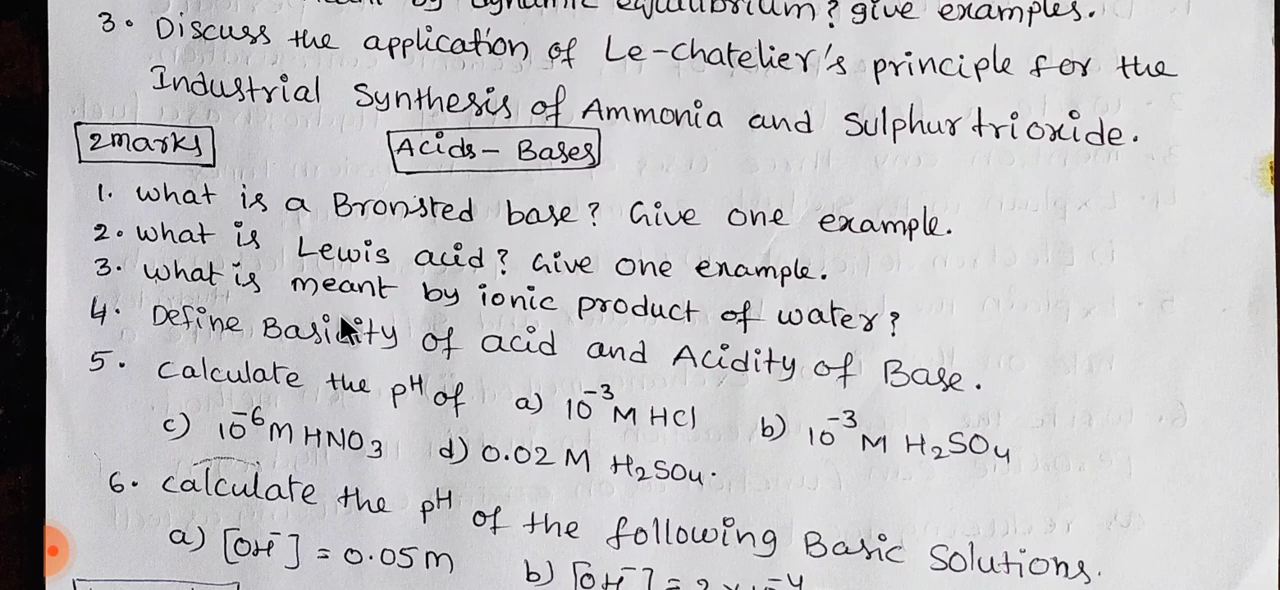 give examples.
3. Discuss the application of Le-chatelier's principle for the
Industrial Synthesis of Ammonia and Sulphur trioxide.
2marks
Acids - Bases
1. what is a Bronsted base? Give one example.
2. what is Lewis acid? Give one example.
3. what is meant by ionic product of water?
4. Define Basicity of acid and Acidity of Base.
5. calculate the pH of a) 10⁻³ M HCl b) 10⁻³ M H₂SO₄
c) 10⁻⁶ M HNO₃ d) 0.02 M H₂SO₄.
6. calculate the pH of the following Basic Solutions.
a) [OH⁻] = 0.05 m b) [OH⁻] =